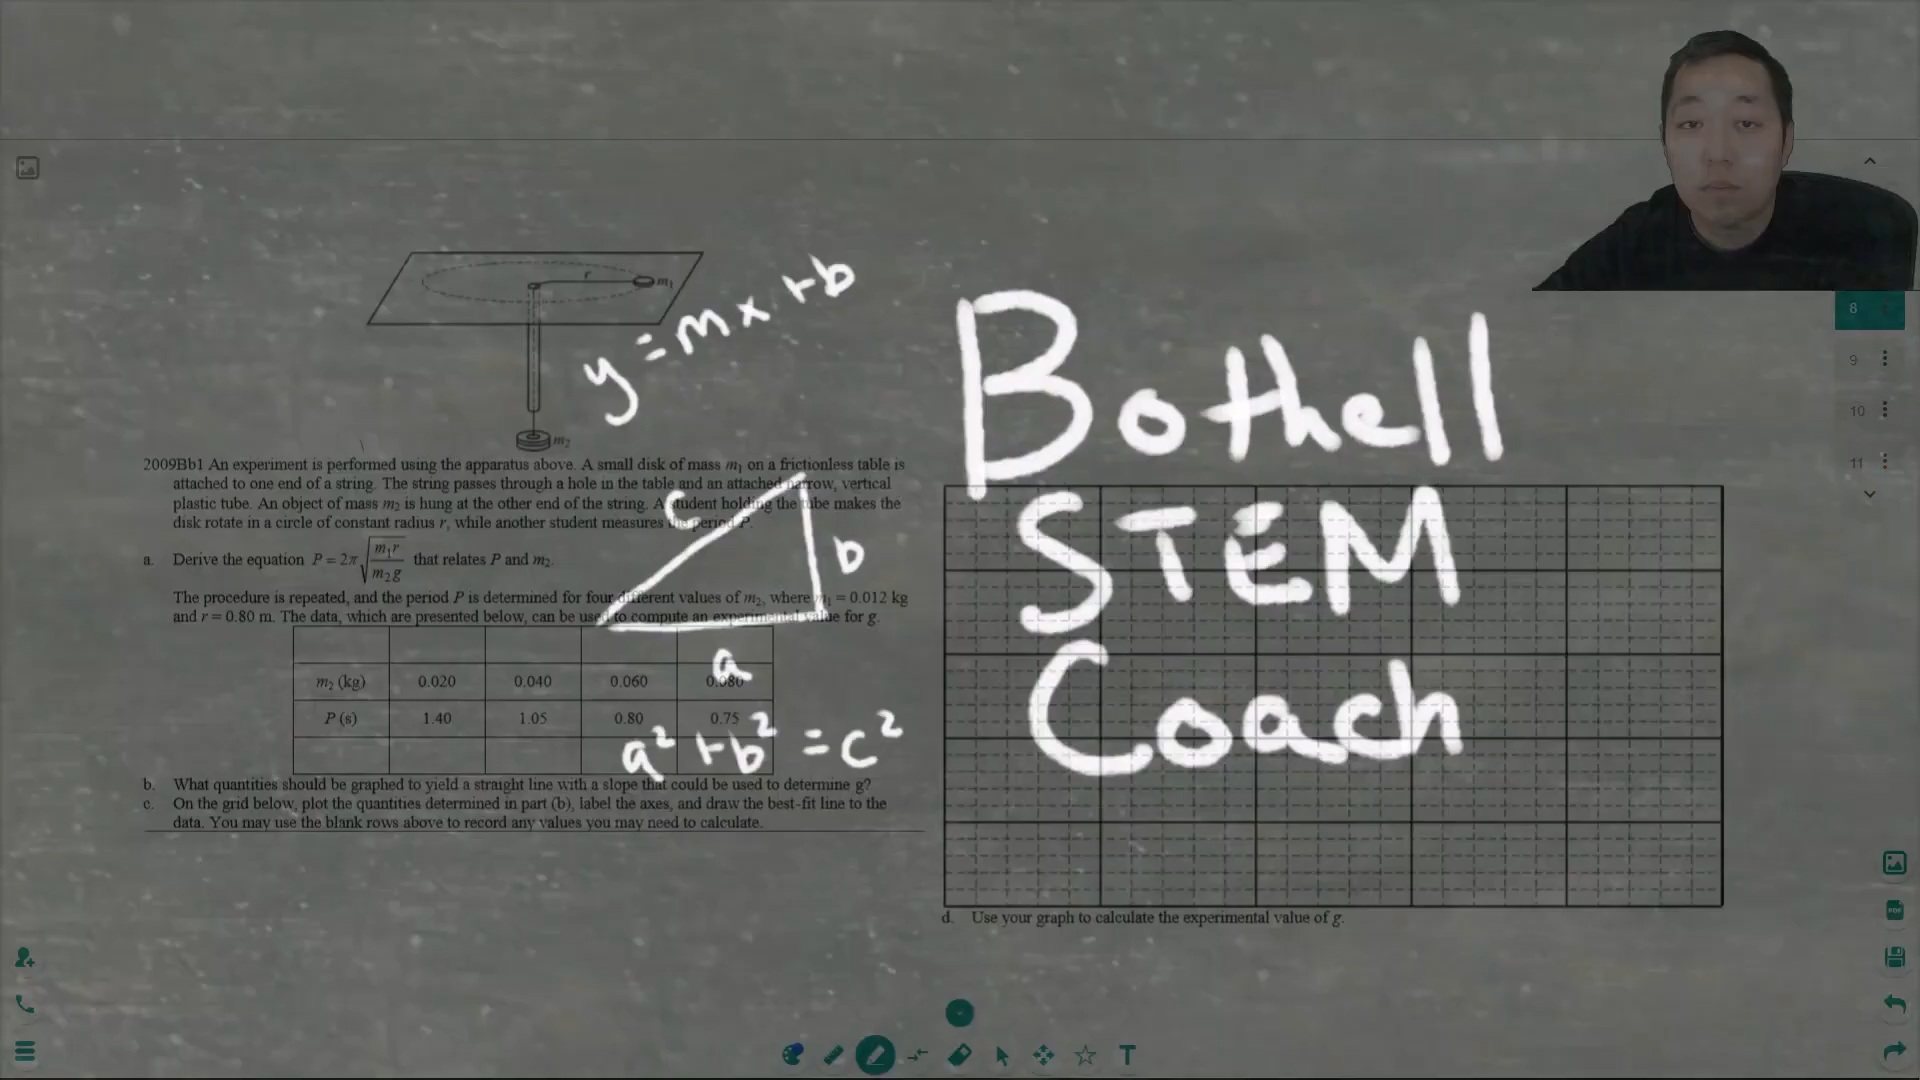 r
m₁
m₂
y = mx + b
Bothell
STEM
Coach
c
b
a
a² + b² = c²
2009Bb1 An experiment is performed using the apparatus above. A small disk of mass m₁ on a frictionless table is
attached to one end of a string. The string passes through a hole in the table and an attached narrow, vertical
plastic tube. An object of mass m₂ is hung at the other end of the string. A student holding the tube makes the
disk rotate in a circle of constant radius r, while another student measures the period P.
a. Derive the equation P = 2π√(m₁r/m₂g) that relates P and m₂.
The procedure is repeated, and the period P is determined for four different values of m₂, where m₁ = 0.012 kg
and r = 0.80 m. The data, which are presented below, can be used to compute an experimental value for g.
m₂ (kg) 0.020 0.040 0.060 0.080
P (s) 1.40 1.05 0.80 0.75
b. What quantities should be graphed to yield a straight line with a slope that could be used to determine g?
c. On the grid below, plot the quantities determined in part (b), label the axes, and draw the best-fit line to the
data. You may use the blank rows above to record any values you may need to calculate.
d. Use your graph to calculate the experimental value of g.
8
9
10
11
PDF
T